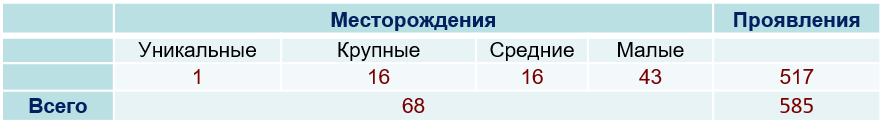 Месторождения Проявления
Уникальные Крупные Средние Малые
1 16 16 43 517
Всего 68 585